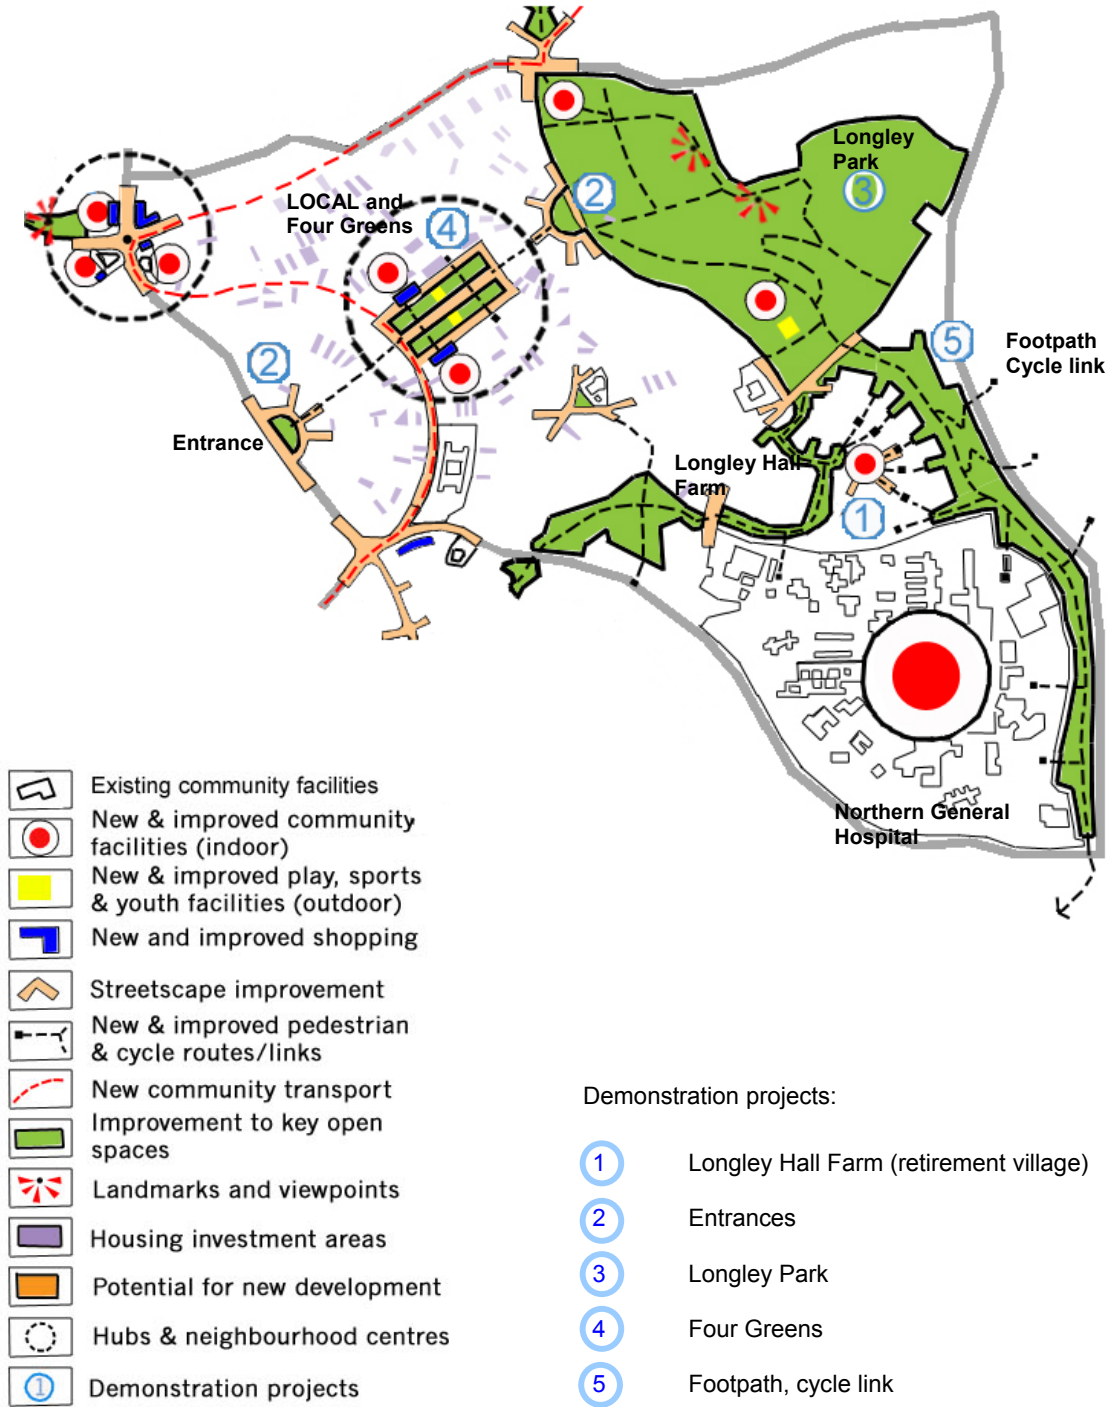 Longley
Park
3
2
LOCAL and
Four Greens
4
5
Footpath
Cycle link
2
Entrance
Longley Hall
Farm
1
Northern General
Hospital
Existing community facilities
New & improved community
facilities (indoor)
New & improved play, sports
& youth facilities (outdoor)
New and improved shopping
Streetscape improvement
New & improved pedestrian
& cycle routes/links
New community transport
Improvement to key open
spaces
Landmarks and viewpoints
Housing investment areas
Potential for new development
Hubs & neighbourhood centres
1 Demonstration projects
Demonstration projects:
1 Longley Hall Farm (retirement village)
2 Entrances
3 Longley Park
4 Four Greens
5 Footpath, cycle link